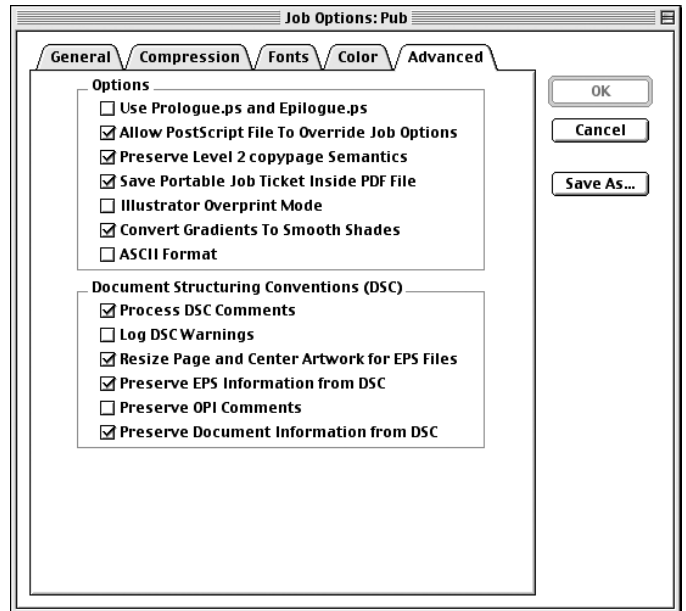 Job Options: Pub
General Compression Fonts Color Advanced
Options
Use Prologue.ps and Epilogue.ps
Allow PostScript File To Override Job Options
Preserve Level 2 copypage Semantics
Save Portable Job Ticket Inside PDF File
Illustrator Overprint Mode
Convert Gradients To Smooth Shades
ASCII Format
Document Structuring Conventions (DSC)
Process DSC Comments
Log DSC Warnings
Resize Page and Center Artwork for EPS Files
Preserve EPS Information from DSC
Preserve OPI Comments
Preserve Document Information from DSC
OK
Cancel
Save As...